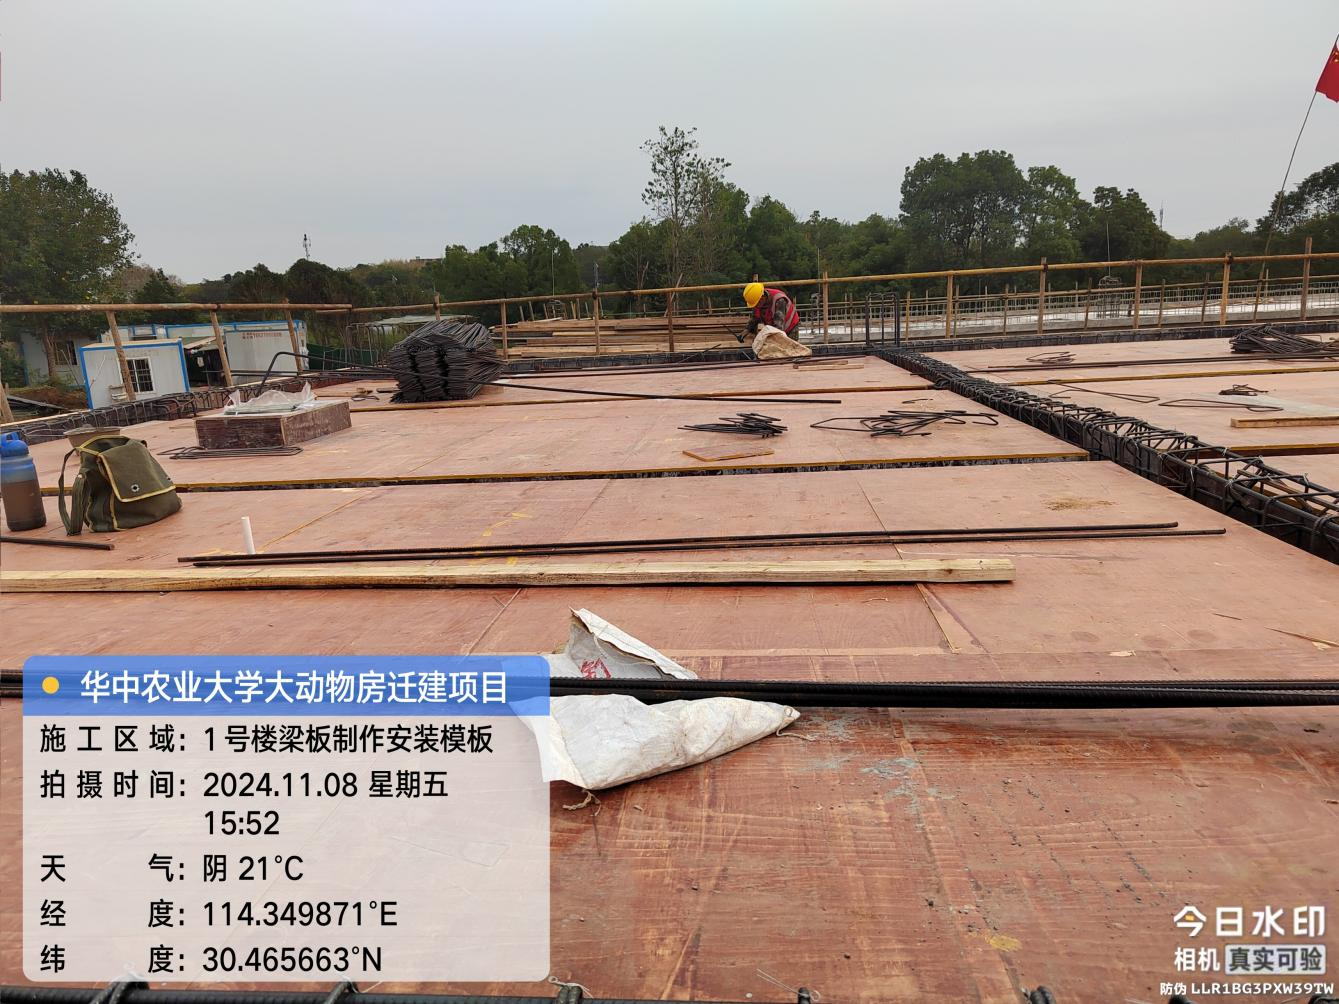 华中农业大学大动物房迁建项目
施工区域：1号楼梁板制作安装模板
拍摄时间：2024.11.08 星期五
15:52
天气：阴 21°C
经度：114.349871°E
纬度：30.465663°N
今日水印
相机 真实可验
防伪 LLR1BG3PXW39TW